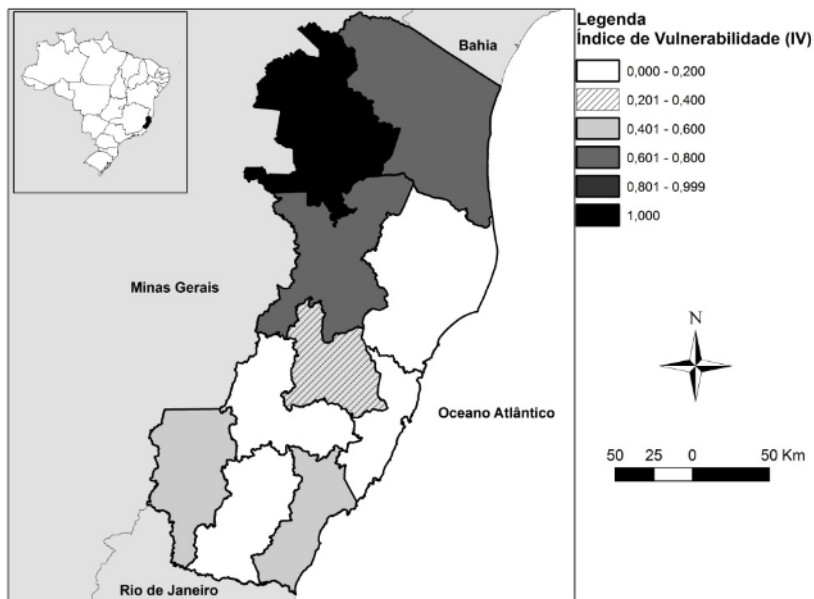 Legenda
Índice de Vulnerabilidade (IV)
0,000 - 0,200
0,201 - 0,400
0,401 - 0,600
0,601 - 0,800
0,801 - 0,999
1,000
Bahia
Minas Gerais
Oceano Atlântico
Rio de Janeiro
N
50 25 0 50 Km